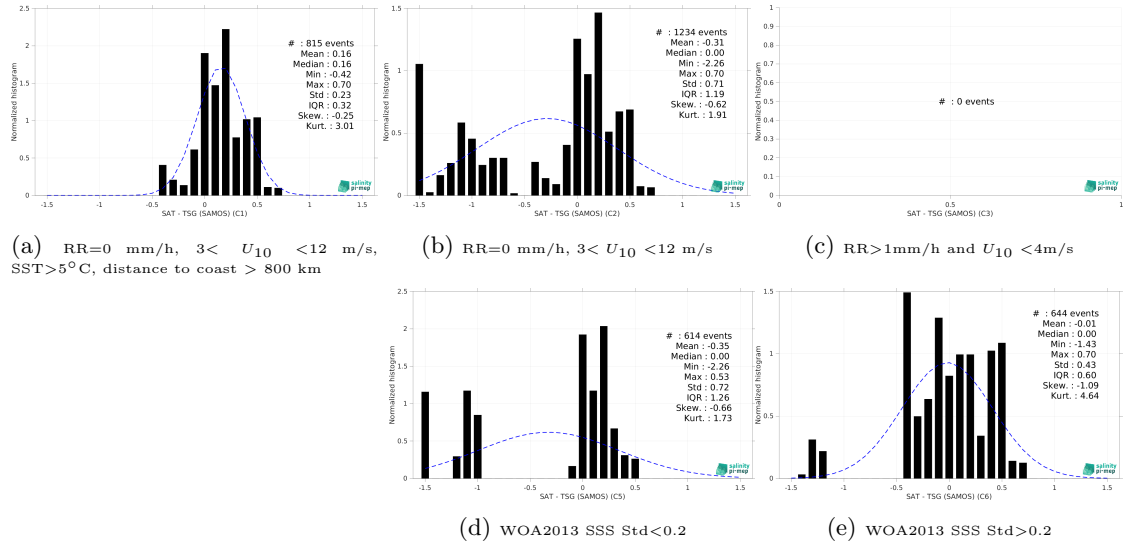 2.5
2
1.5
1
0.5
0
Normalized histogram
# : 815 events
Mean : 0.16
Median : 0.16
Min : -0.42
Max : 0.70
Std : 0.23
IQR : 0.32
Skew. : -0.25
Kurt. : 3.01
salinity
pi-mep
-1.5 -1 -0.5 0 0.5 1 1.5
SAT - TSG (SAMOS) (C1)
(a) RR=0 mm/h, 3< U10 <12 m/s,
SST>5°C, distance to coast > 800 km
1.5
1
0.5
0
Normalized histogram
# : 1234 events
Mean : -0.31
Median : 0.00
Min : -2.26
Max : 0.70
Std : 0.71
IQR : 1.19
Skew. : -0.62
Kurt. : 1.91
salinity
pi-mep
-1.5 -1 -0.5 0 0.5 1 1.5
SAT - TSG (SAMOS) (C2)
(b) RR=0 mm/h, 3< U10 <12 m/s
1
0.9
0.8
0.7
0.6
0.5
0.4
0.3
0.2
0.1
0
Normalized histogram
# : 0 events
salinity
pi-mep
0 0.5 1
SAT - TSG (SAMOS) (C3)
(c) RR>1mm/h and U10 <4m/s
2.5
2
1.5
1
0.5
0
Normalized histogram
# : 614 events
Mean : -0.35
Median : 0.00
Min : -2.26
Max : 0.53
Std : 0.72
IQR : 1.26
Skew. : -0.66
Kurt. : 1.73
salinity
pi-mep
-1.5 -1 -0.5 0 0.5 1 1.5
SAT - TSG (SAMOS) (C5)
(d) WOA2013 SSS Std<0.2
1.5
1
0.5
0
Normalized histogram
# : 644 events
Mean : -0.01
Median : 0.00
Min : -1.43
Max : 0.70
Std : 0.43
IQR : 0.60
Skew. : -1.09
Kurt. : 4.64
salinity
pi-mep
-1.5 -1 -0.5 0 0.5 1 1.5
SAT - TSG (SAMOS) (C6)
(e) WOA2013 SSS Std>0.2